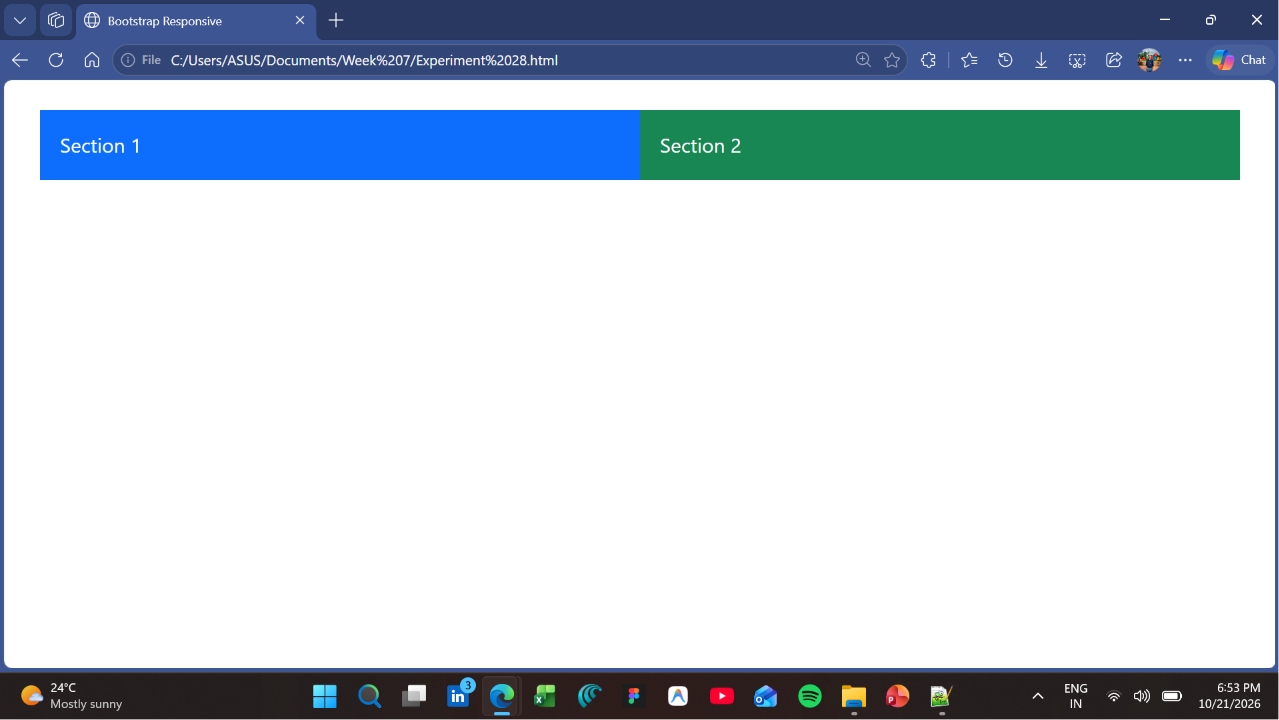 Bootstrap Responsive
File C:/Users/ASUS/Documents/Week%207/Experiment%2028.html
Chat
Section 1
Section 2
24°C
Mostly sunny
3
ENG
IN
6:53 PM
10/21/2026